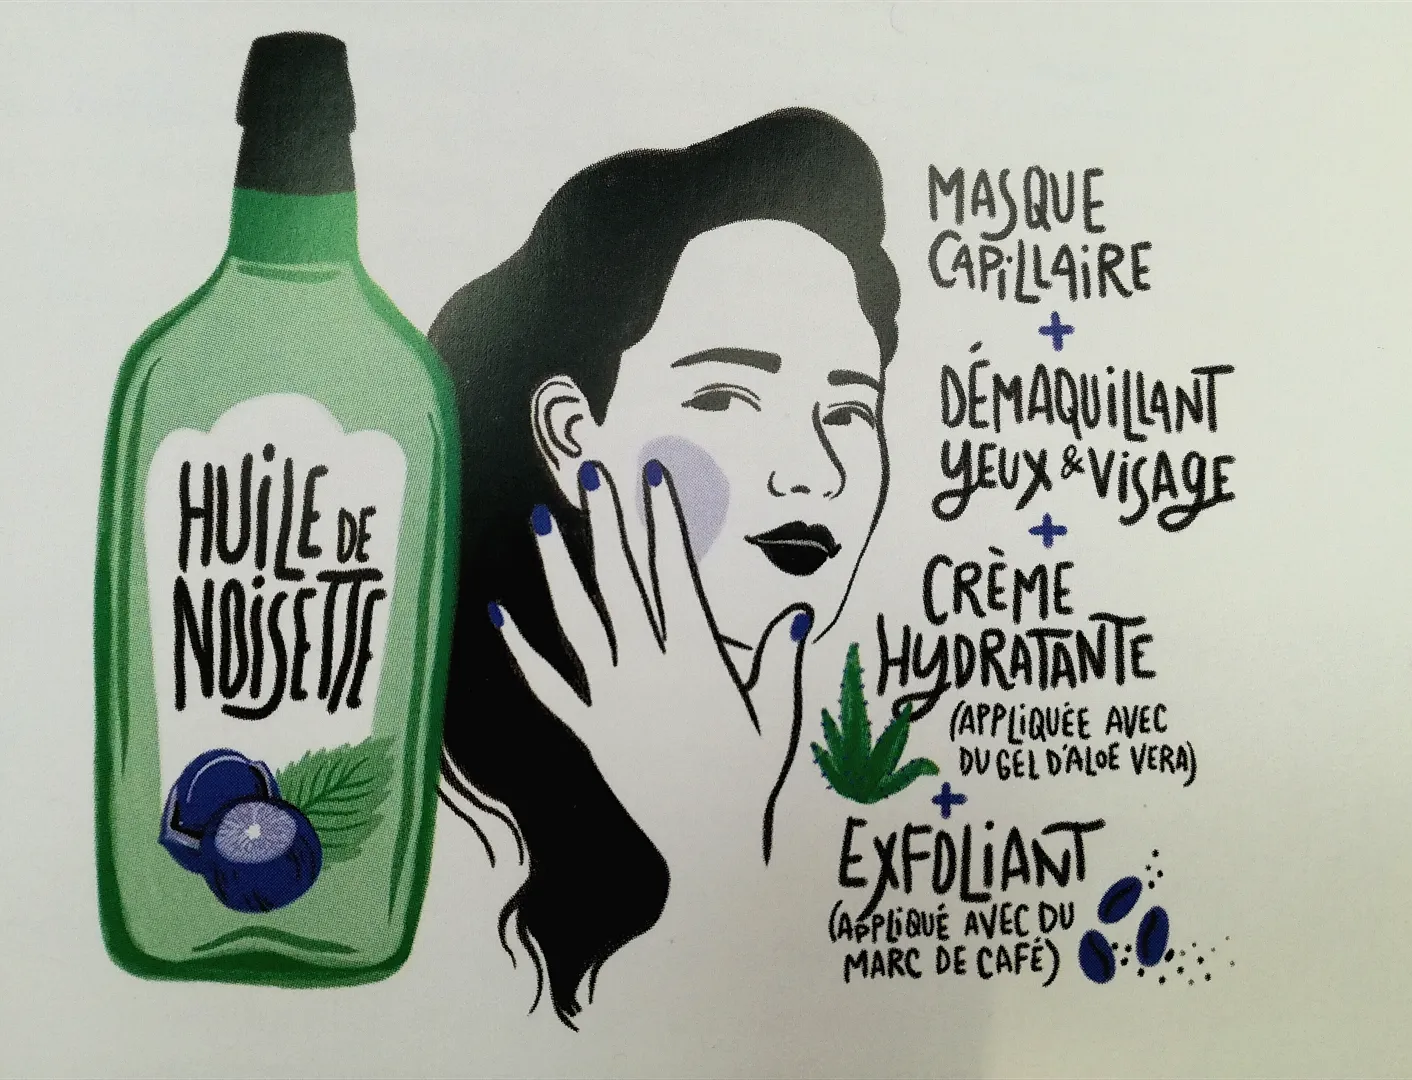 HUILE DE
NOISETTE
MASQUE
CAPILLAIRE
+
DÉMAQUILLANT
YEUX & VISAGE
+
CRÈME
HYDRATANTE
(APPLIQUÉE AVEC
DU GEL D'ALOE VERA)
+
EXFOLIANT
(APPLIQUÉ AVEC DU
MARC DE CAFÉ)